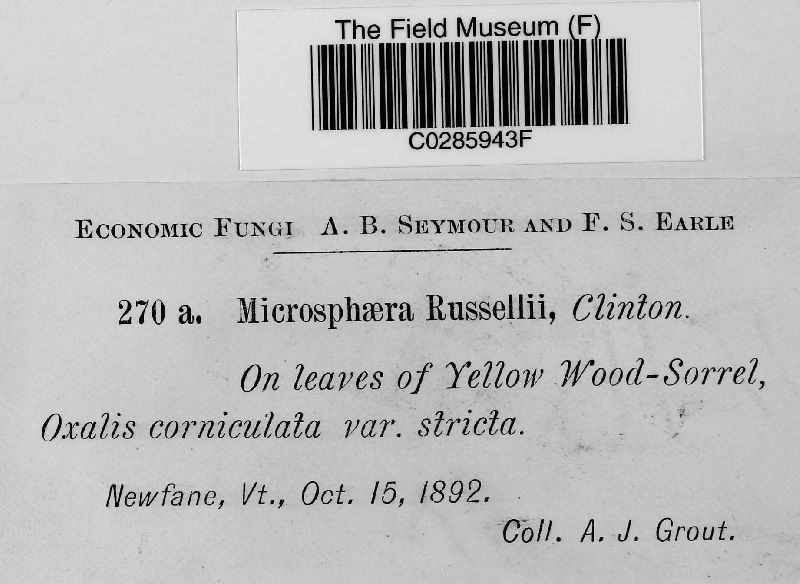 The Field Museum (F)
C0285943F
Economic Fungi A. B. Seymour and F. S. Earle
270 a. Microsphæra Russellii, Clinton.
On leaves of Yellow Wood-Sorrel,
Oxalis corniculata var. stricta.
Newfane, Vt., Oct. 15, 1892.
Coll. A. J. Grout.